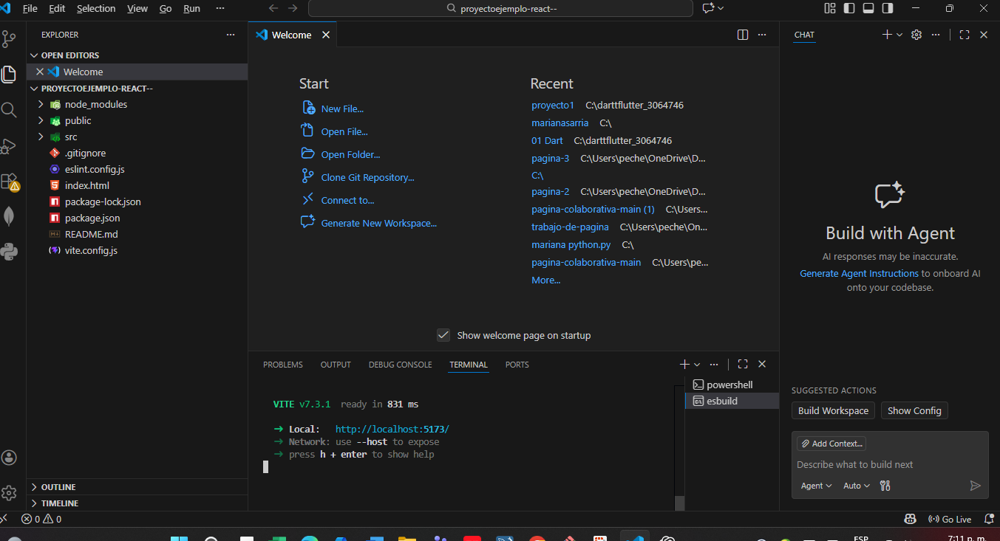 File Edit Selection View Go Run ···
proyectoejemplo-react--
EXPLORER ···
OPEN EDITORS
Welcome
PROYECTOEJEMPLO-REACT--
node_modules
public
src
.gitignore
eslint.config.js
index.html
package-lock.json
package.json
README.md
vite.config.js
OUTLINE
TIMELINE
Welcome
Start
New File...
Open File...
Open Folder...
Clone Git Repository...
Connect to...
Generate New Workspace...
Recent
proyecto1 C:\darttflutter_3064746
marianasarria C:\
01 Dart C:\darttflutter_3064746
pagina-3 C:\Users\peche\OneDrive\D...
C:\
pagina-2 C:\Users\peche\OneDrive\D...
pagina-colaborativa-main (1) C:\Users...
trabajo-de-pagina C:\Users\peche\On...
mariana python.py C:\
pagina-colaborativa-main C:\Users\pe...
More...
Show welcome page on startup
PROBLEMS OUTPUT DEBUG CONSOLE TERMINAL PORTS
VITE v7.3.1 ready in 831 ms
➜ Local: http://localhost:5173/
➜ Network: use --host to expose
➜ press h + enter to show help
powershell
esbuild
CHAT
Build with Agent
AI responses may be inaccurate.
Generate Agent Instructions to onboard AI
onto your codebase.
SUGGESTED ACTIONS
Build Workspace Show Config
Add Context...
Describe what to build next
Agent Auto
0 0
Go Live
ESP
7:11 p. m.